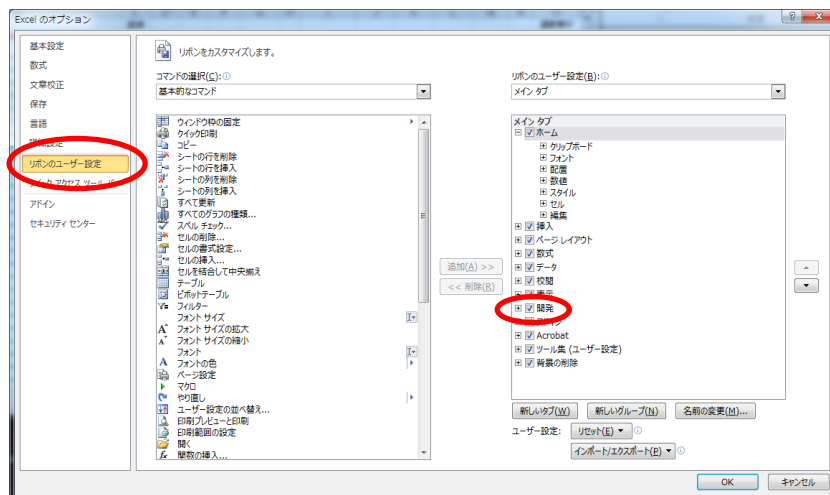 Excel のオプション
基本設定
数式
文章校正
保存
言語
詳細設定
リボンのユーザー設定
クイック アクセス ツール バー
アドイン
セキュリティ センター
リボンをカスタマイズします。
コマンドの選択(C):
基本的なコマンド
ウィンドウ枠の固定
クイック印刷
コピー
シートの行を削除
シートの行を挿入
シートの列を削除
シートの列を挿入
すべて更新
すべてのグラフの種類...
スペル チェック...
セルの削除...
セルの書式設定...
セルの挿入...
セルを結合して中央揃え
テーブル
ピボットテーブル
フィルター
フォント サイズ
フォント サイズの拡大
フォント サイズの縮小
フォント
フォントの色
ページ設定
マクロ
やり直し
ユーザー設定の並べ替え...
印刷プレビューと印刷
印刷範囲の設定
開く
関数の挿入...
追加(A) >>
<< 削除(R)
リボンのユーザー設定(B):
メイン タブ
メイン タブ
ホーム
クリップボード
フォント
配置
数値
スタイル
セル
編集
挿入
ページ レイアウト
数式
データ
校閲
表示
開発
アドイン
Acrobat
ツール集 (ユーザー設定)
背景の削除
新しいタブ(W) 新しいグループ(N) 名前の変更(M)...
ユーザー設定: リセット(E)
インポート/エクスポート(P)
OK キャンセル